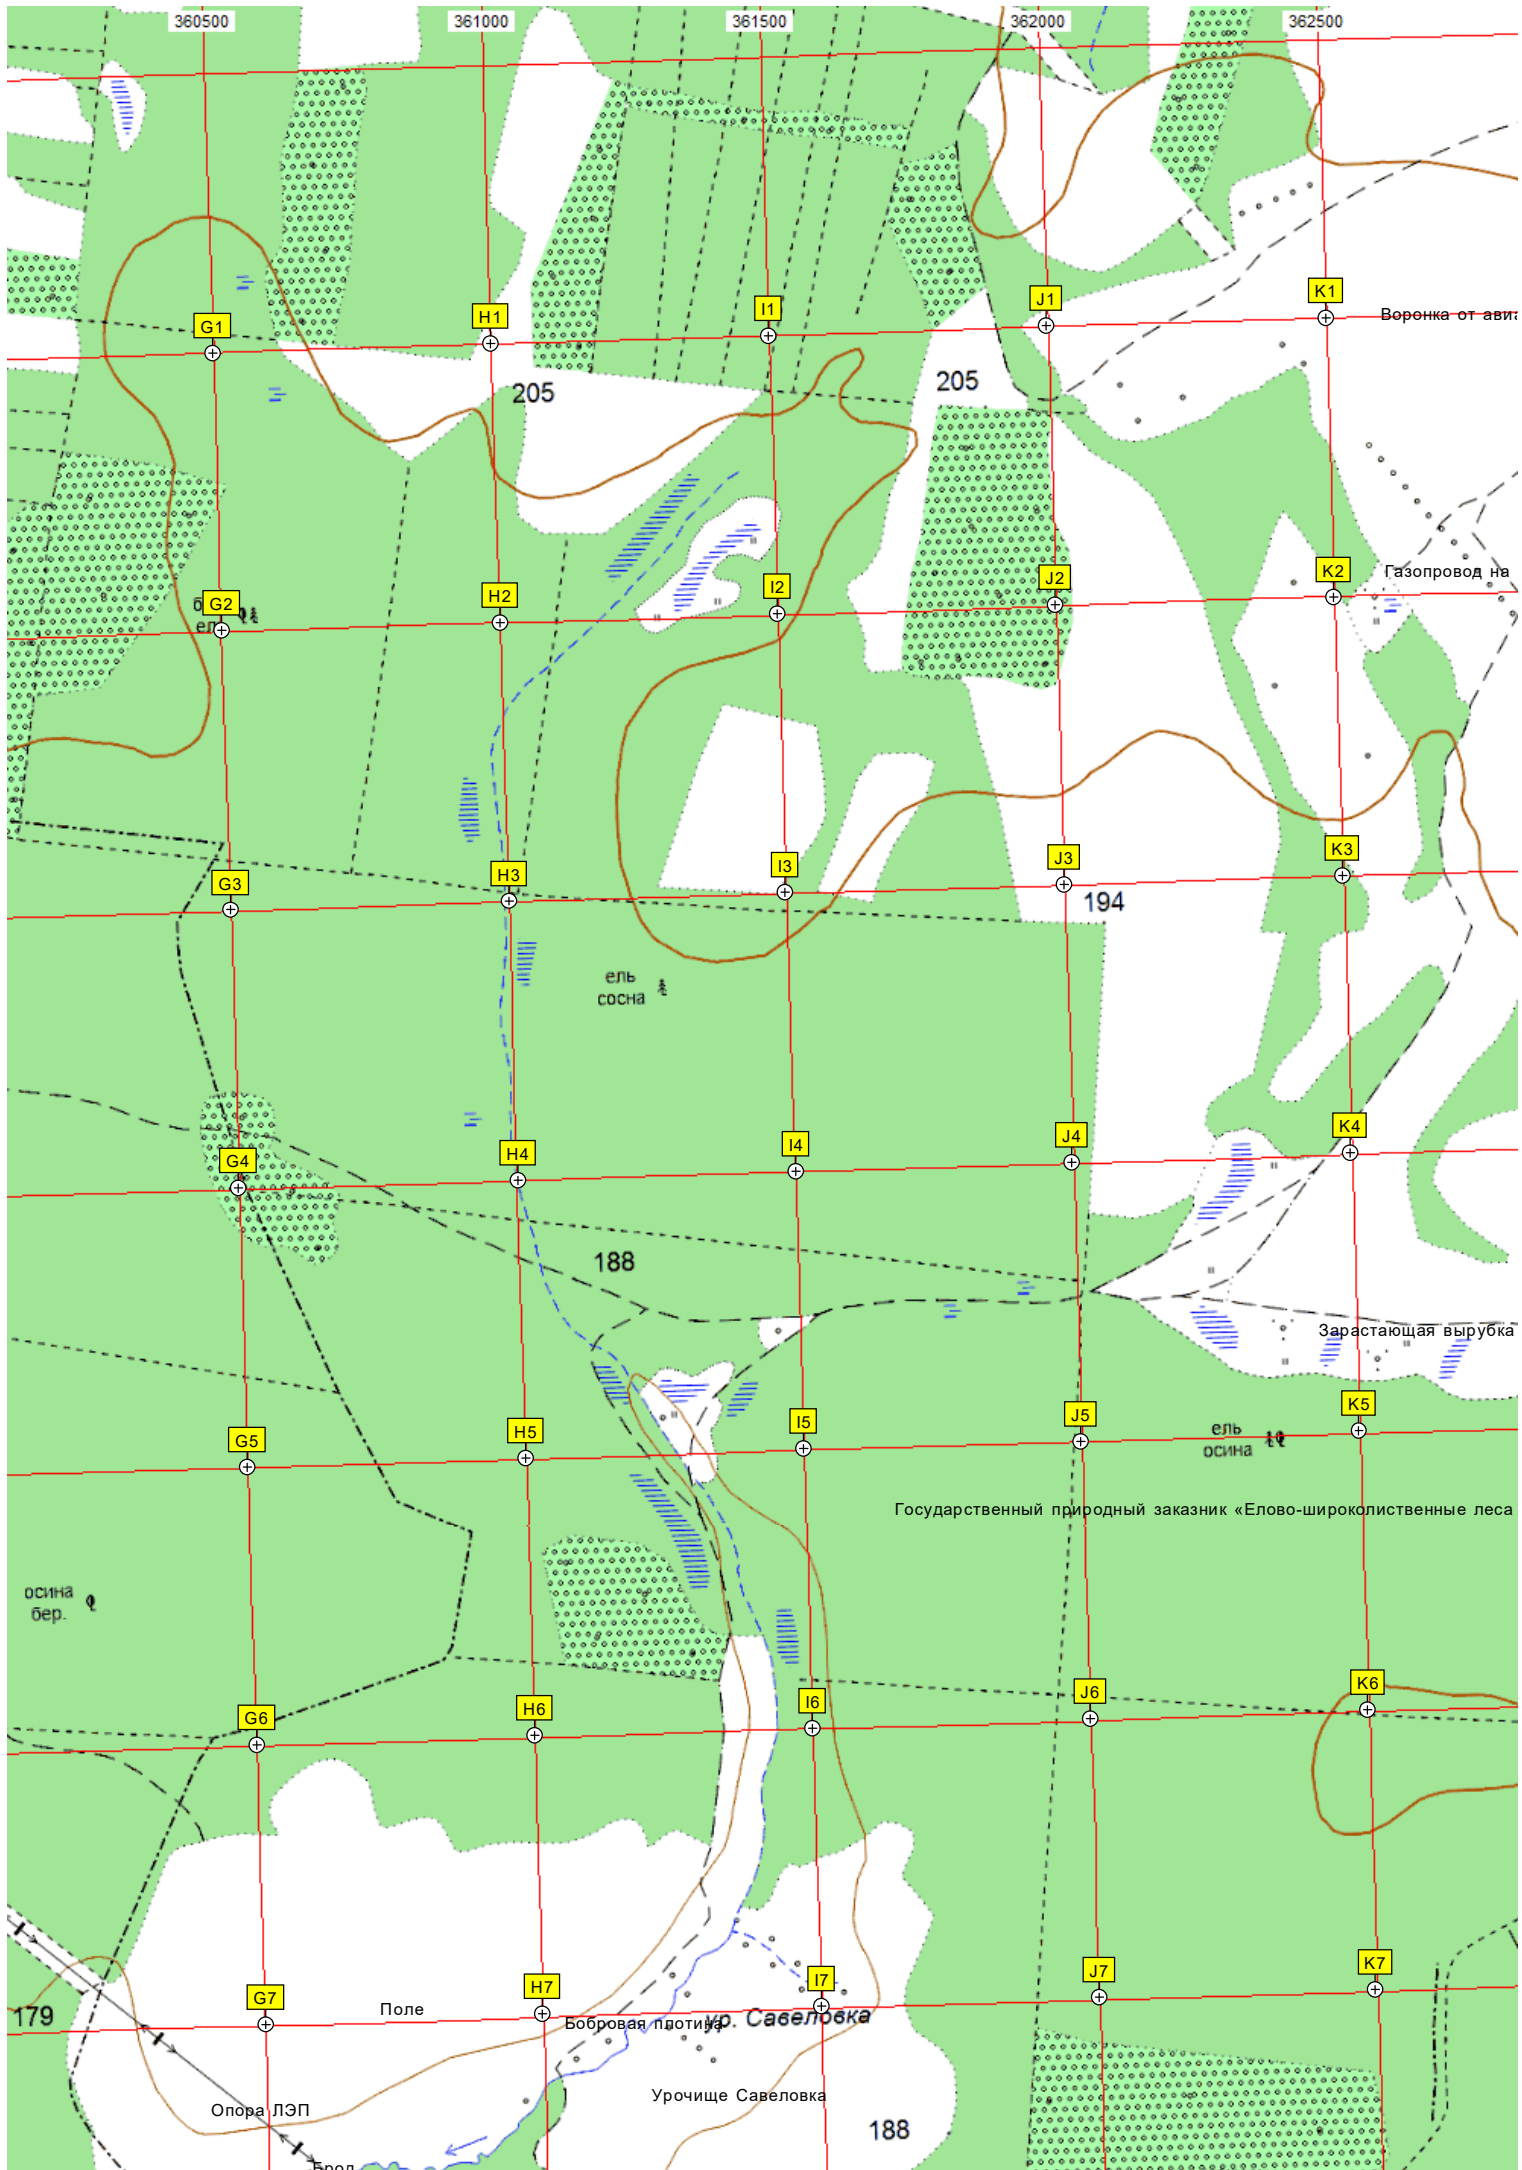 360500 361000 361500 362000 362500
G1 H1 I1 J1 K1
Воронка от авиа
205
205
G2 H2 I2 J2 K2
Газопровод на
G3 H3 I3 J3 K3
194
ель
сосна
G4 H4 I4 J4 K4
188
Зарастающая вырубка
G5 H5 I5 J5 K5
ель
осина
Государственный природный заказник «Елово-широколиственные леса
осина
бер.
G6 H6 I6 J6 K6
G7 H7 I7 J7 K7
179
Поле
Бобровая плотина
ур. Савеловка
Урочище Савеловка
Опора ЛЭП
188
Брод